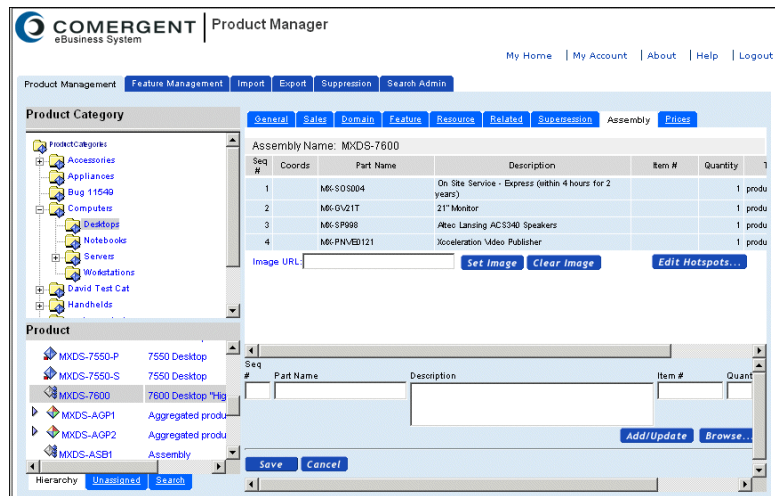 COMERGENT
eBusiness System
Product Manager
My Home | My Account | About | Help | Logout
Product Management Feature Management Import Export Suppression Search Admin
Product Category
ProductCategories
Accessories
Appliances
Bug 11549
Computers
Desktops
Notebooks
Servers
Workstations
David Test Cat
Handhelds
Product
MXDS-7550-P 7550 Desktop
MXDS-7550-S 7550 Desktop
MXDS-7600 7600 Desktop "Hig
MXDS-AGP1 Aggregated produ
MXDS-AGP2 Aggregated produ
MXDS-ASB1 Assembly
Hierarchy Unassigned Search
General Sales Domain Feature Resource Related Supersession Assembly Prices
Assembly Name: MXDS-7600
Seq # Coords Part Name Description Item # Quantity T
1 MX-SOS004 On Site Service - Express (within 4 hours for 2 years) 1 produ
2 MX-GV21T 21" Monitor 1 produ
3 MX-SP998 Altec Lansing ACS340 Speakers 1 produ
4 MX-PNVE0121 Xcceleration Video Publisher 1 produ
Image URL: Set Image Clear Image Edit Hotspots...
Seq # Part Name Description Item # Quant
Add/Update Browse..
Save Cancel